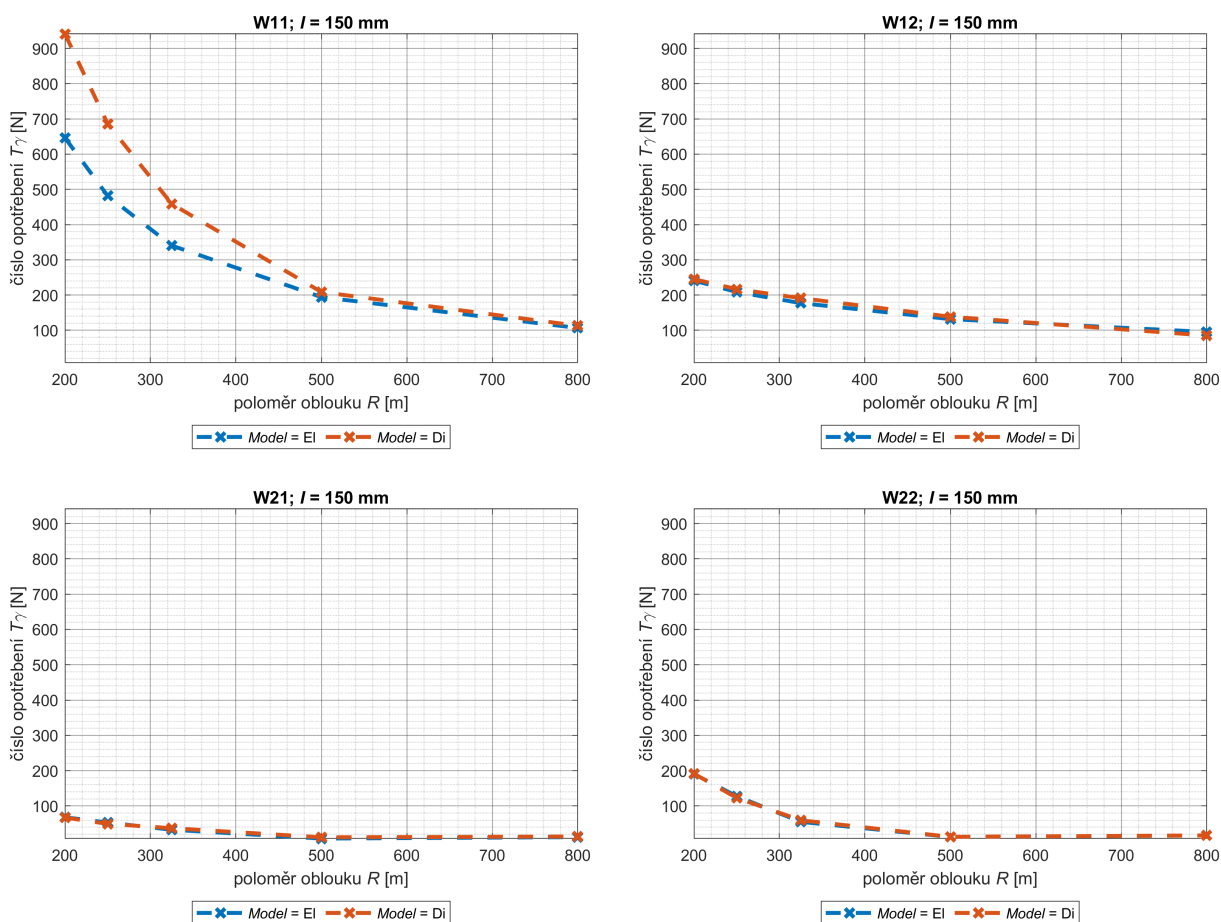 W11; I = 150 mm
900
800
700
600
500
400
300
200
100
číslo opotřebení Tγ [N]
200 300 400 500 600 700 800
poloměr oblouku R [m]
Model = El Model = Di
W12; I = 150 mm
900
800
700
600
500
400
300
200
100
číslo opotřebení Tγ [N]
200 300 400 500 600 700 800
poloměr oblouku R [m]
Model = El Model = Di
W21; I = 150 mm
900
800
700
600
500
400
300
200
100
číslo opotřebení Tγ [N]
200 300 400 500 600 700 800
poloměr oblouku R [m]
Model = El Model = Di
W22; I = 150 mm
900
800
700
600
500
400
300
200
100
číslo opotřebení Tγ [N]
200 300 400 500 600 700 800
poloměr oblouku R [m]
Model = El Model = Di